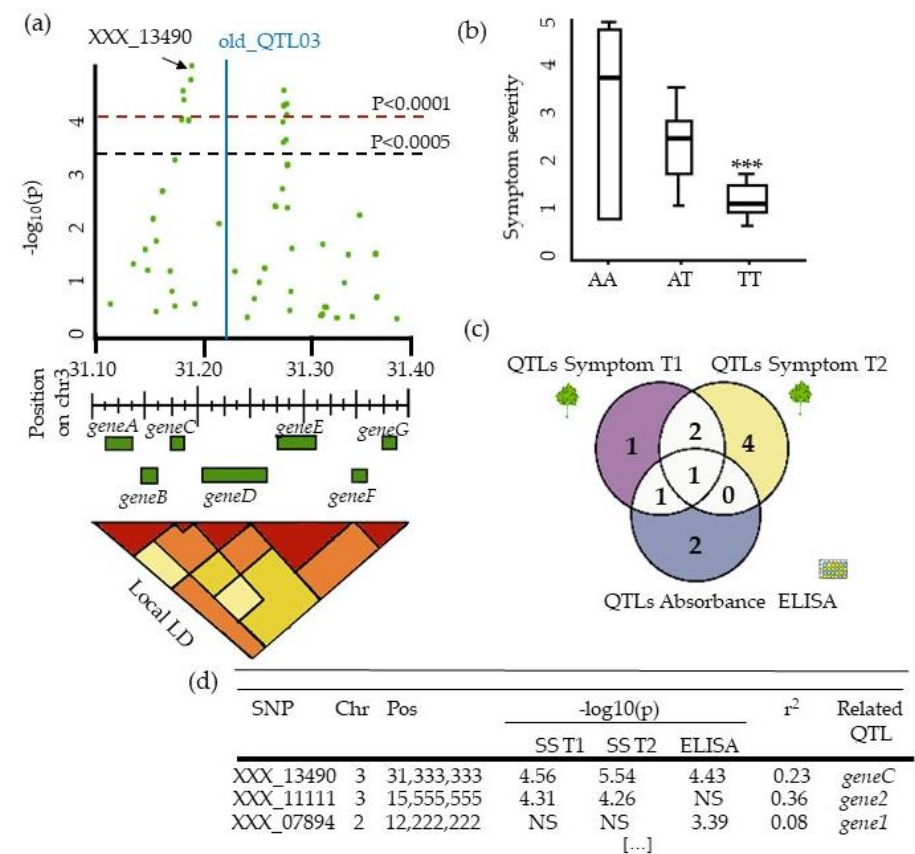 (a)
XXX_13490
old_QTL03
P<0.0001
P<0.0005
-log10(p)
4
3
2
1
0
31.10 31.20 31.30 31.40
Position
on chr3
geneA geneC geneE geneG
geneB geneD geneF
Local LD
(b)
Symptom severity
5
4
3
2
1
0
***
AA AT TT
(c)
QTLs Symptom T1 QTLs Symptom T2
1 2 4
1
1 0
2
QTLs Absorbance ELISA
(d)
SNP Chr Pos -log10(p) r2 Related
QTL
SS T1 SS T2 ELISA
XXX_13490 3 31,333,333 4.56 5.54 4.43 0.23 geneC
XXX_11111 3 15,555,555 4.31 4.26 NS 0.36 gene2
XXX_07894 2 12,222,222 NS NS 3.39 0.08 gene1
[...]